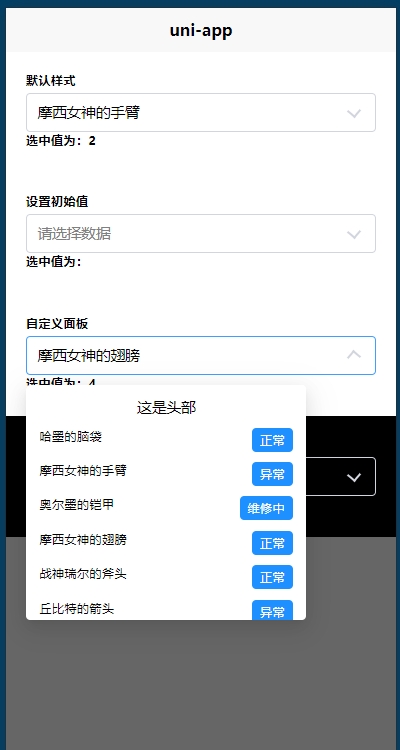 uni-app
默认样式
摩西女神的手臂
选中值为：2
设置初始值
请选择数据
选中值为：
自定义面板
摩西女神的翅膀
选中值为：4
这是头部
哈墨的脑袋 正常
摩西女神的手臂 异常
奥尔墨的铠甲 维修中
摩西女神的翅膀 正常
战神瑞尔的斧头 正常
丘比特的箭头 异常